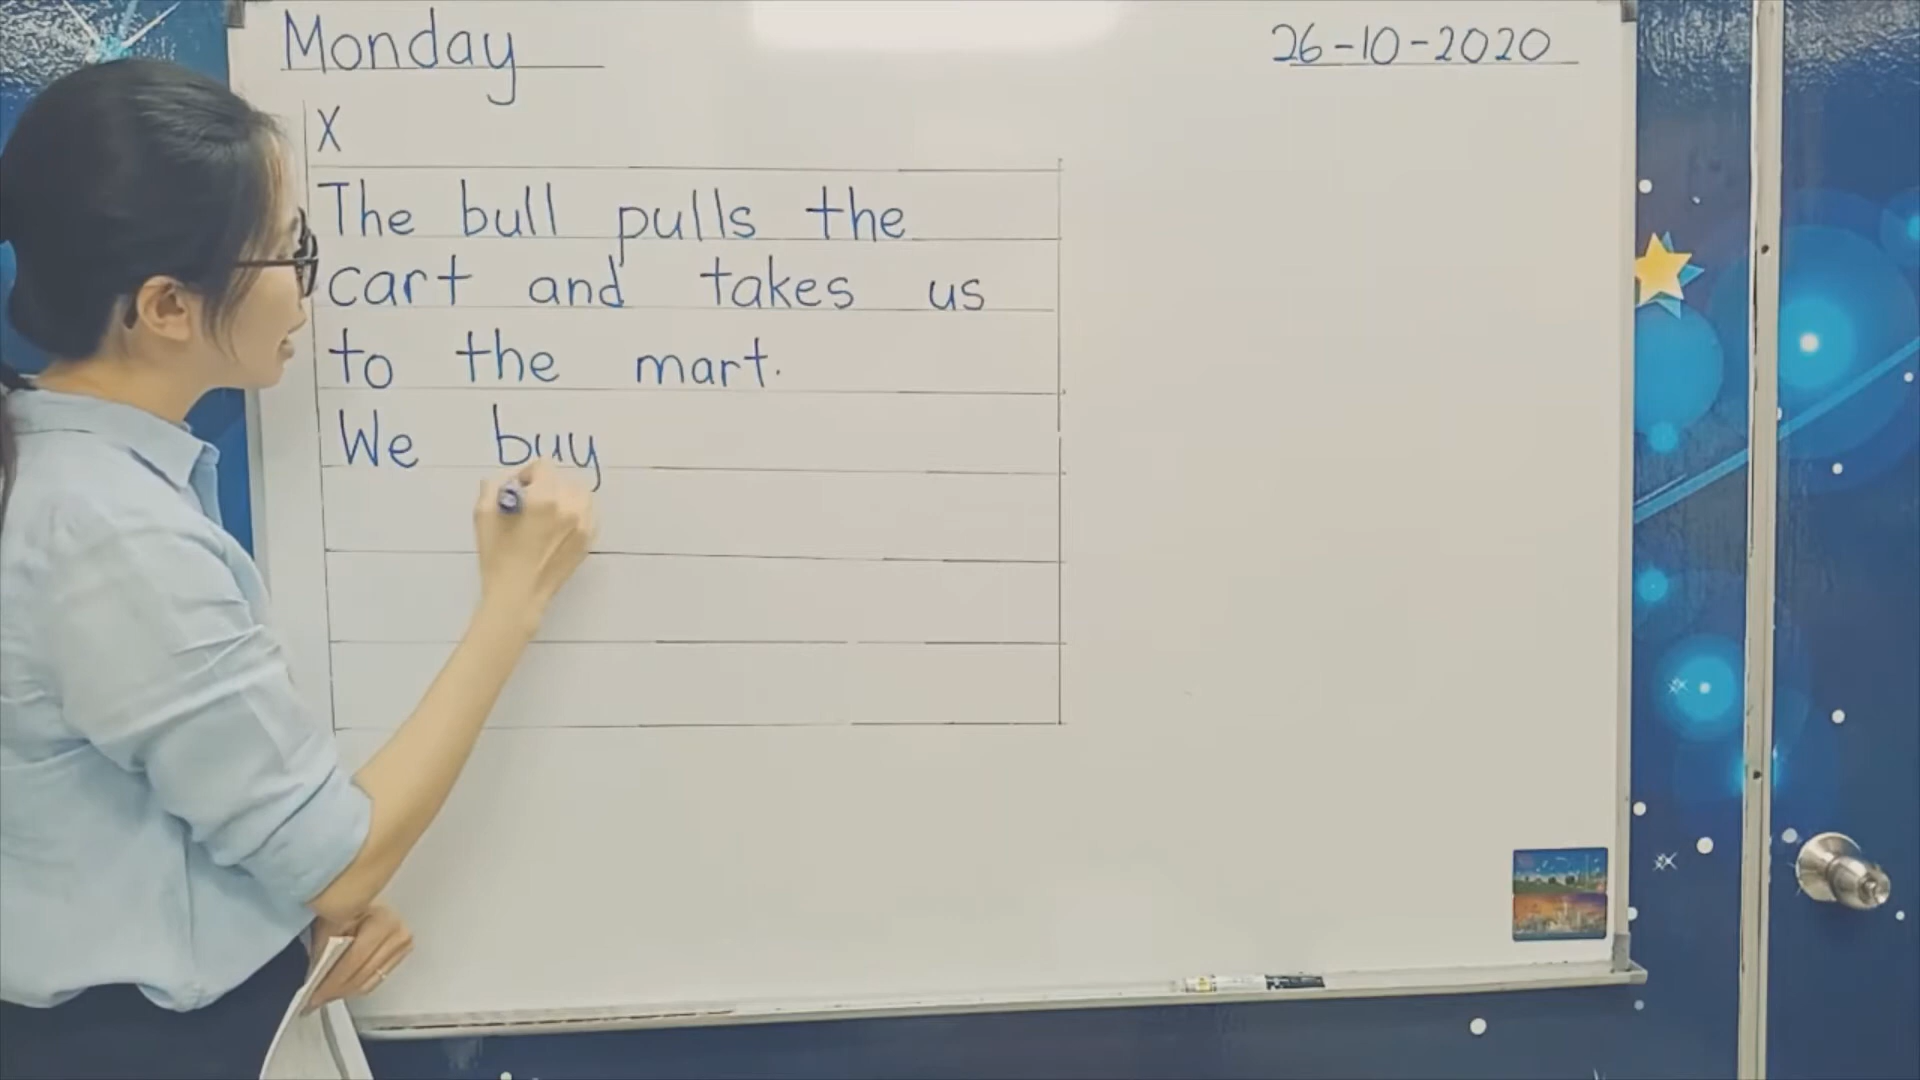 Monday 26-10-2020
X
The bull pulls the
cart and takes us
to the mart.
We buy